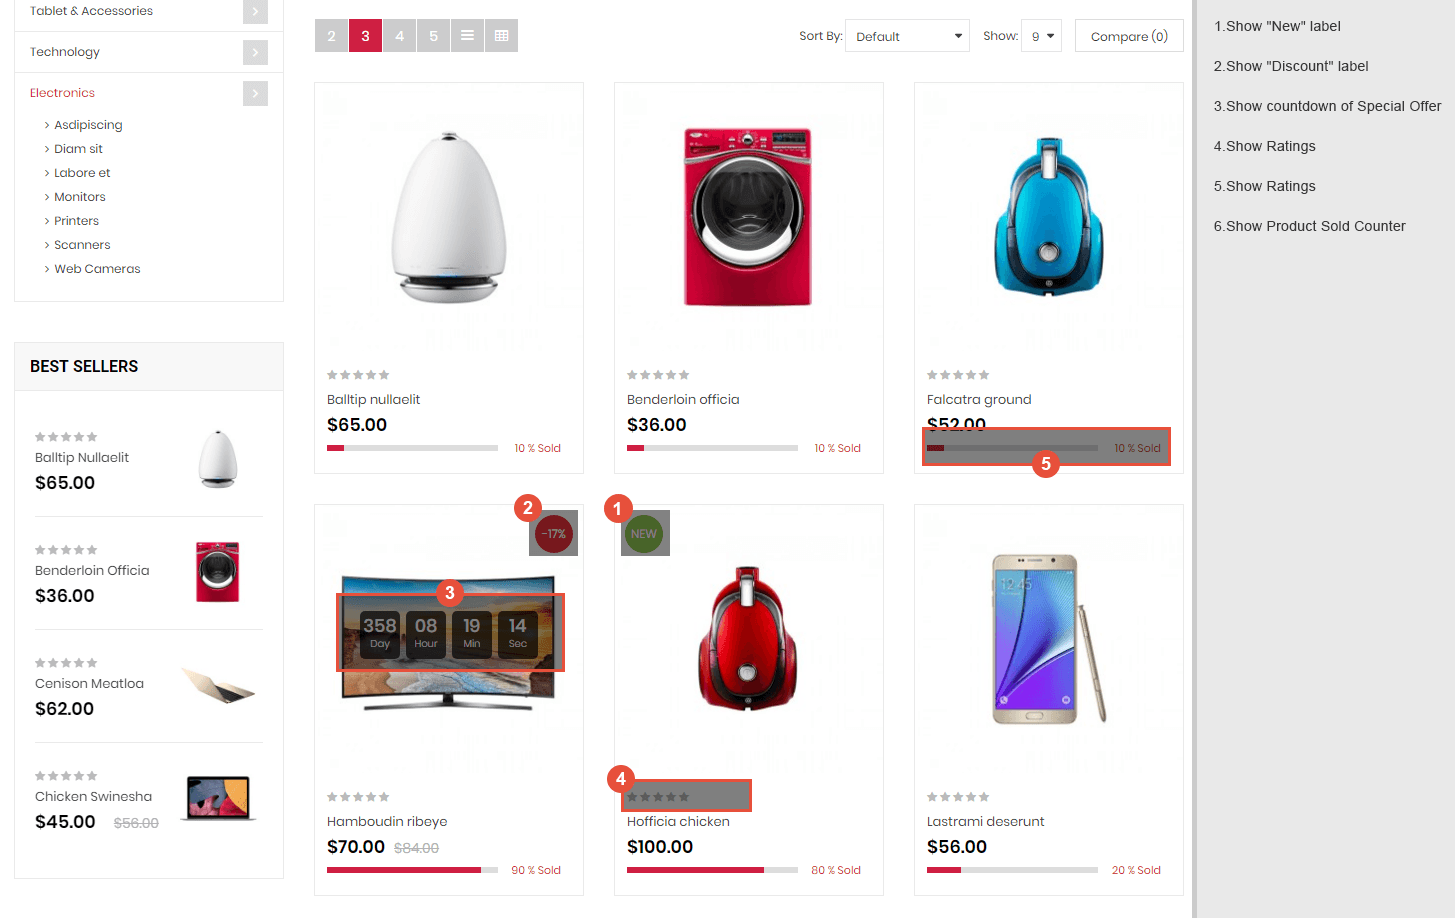 Tablet & Accessories
Technology
Electronics
Asdipiscing
Diam sit
Labore et
Monitors
Printers
Scanners
Web Cameras
BEST SELLERS
Balltip Nullaelit
$65.00
Benderloin Officia
$36.00
Cenison Meatloa
$62.00
Chicken Swinesha
$45.00 $56.00
2 3 4 5
Sort By: Default Show: 9 Compare (0)
Balltip nullaelit
$65.00
10 % Sold
Benderloin officia
$36.00
10 % Sold
Falcatra ground
$52.00
10 % Sold
5
2
-17%
3
358 08 19 14
Day Hour Min Sec
Hamboudin ribeye
$70.00 $84.00
90 % Sold
1
NEW
4
Hofficia chicken
$100.00
80 % Sold
12:45
Lastrami deserunt
$56.00
20 % Sold
1.Show "New" label
2.Show "Discount" label
3.Show countdown of Special Offer
4.Show Ratings
5.Show Ratings
6.Show Product Sold Counter